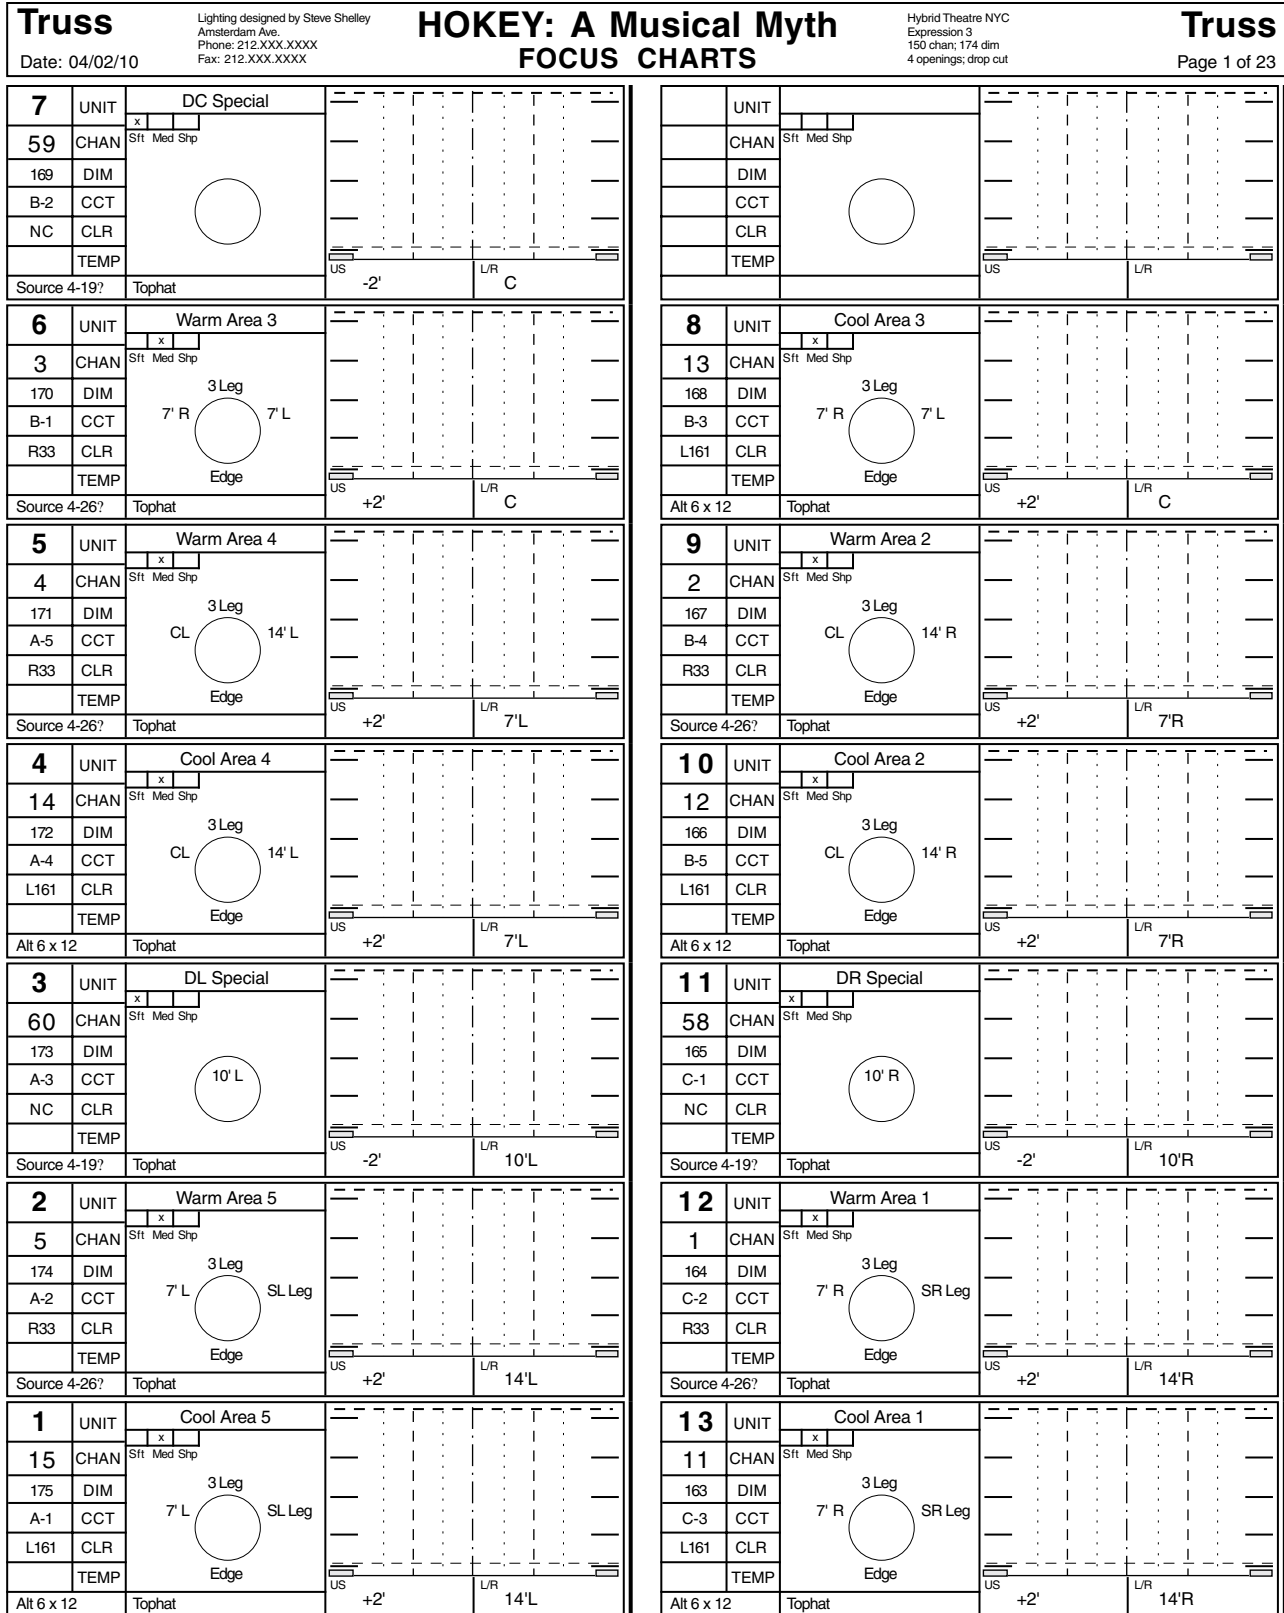 Truss
Date: 04/02/10
Lighting designed by Steve Shelley
Amsterdam Ave.
Phone: 212.XXX.XXXX
Fax: 212.XXX.XXXX
HOKEY: A Musical Myth
FOCUS CHARTS
Hybrid Theatre NYC
Expression 3
150 chan; 174 dim
4 openings; drop cut
Truss
Page 1 of 23
7 UNIT DC Special
x
59 CHAN Sft Med Shp
169 DIM
B-2 CCT
NC CLR
TEMP
US -2' L/R C
Source 4-19? Tophat
UNIT
CHAN Sft Med Shp
DIM
CCT
CLR
TEMP
US L/R
6 UNIT Warm Area 3
x
3 CHAN Sft Med Shp
3 Leg
170 DIM
7' R 7' L
B-1 CCT
R33 CLR
Edge
TEMP
US +2' L/R C
Source 4-26? Tophat
8 UNIT Cool Area 3
x
13 CHAN Sft Med Shp
3 Leg
168 DIM
7' R 7' L
B-3 CCT
L161 CLR
Edge
TEMP
US +2' L/R C
Alt 6 x 12 Tophat
5 UNIT Warm Area 4
x
4 CHAN Sft Med Shp
3 Leg
171 DIM
CL 14' L
A-5 CCT
R33 CLR
Edge
TEMP
US +2' L/R 7'L
Source 4-26? Tophat
9 UNIT Warm Area 2
x
2 CHAN Sft Med Shp
3 Leg
167 DIM
CL 14' R
B-4 CCT
R33 CLR
Edge
TEMP
US +2' L/R 7'R
Source 4-26? Tophat
4 UNIT Cool Area 4
x
14 CHAN Sft Med Shp
3 Leg
172 DIM
CL 14' L
A-4 CCT
L161 CLR
Edge
TEMP
US +2' L/R 7'L
Alt 6 x 12 Tophat
10 UNIT Cool Area 2
x
12 CHAN Sft Med Shp
3 Leg
166 DIM
CL 14' R
B-5 CCT
L161 CLR
Edge
TEMP
US +2' L/R 7'R
Alt 6 x 12 Tophat
3 UNIT DL Special
x
60 CHAN Sft Med Shp
173 DIM
10' L
A-3 CCT
NC CLR
TEMP
US -2' L/R 10'L
Source 4-19? Tophat
11 UNIT DR Special
x
58 CHAN Sft Med Shp
165 DIM
10' R
C-1 CCT
NC CLR
TEMP
US -2' L/R 10'R
Source 4-19? Tophat
2 UNIT Warm Area 5
x
5 CHAN Sft Med Shp
3 Leg
174 DIM
7' L SL Leg
A-2 CCT
R33 CLR
Edge
TEMP
US +2' L/R 14'L
Source 4-26? Tophat
12 UNIT Warm Area 1
x
1 CHAN Sft Med Shp
3 Leg
164 DIM
7' R SR Leg
C-2 CCT
R33 CLR
Edge
TEMP
US +2' L/R 14'R
Source 4-26? Tophat
1 UNIT Cool Area 5
x
15 CHAN Sft Med Shp
3 Leg
175 DIM
7' L SL Leg
A-1 CCT
L161 CLR
Edge
TEMP
US +2' L/R 14'L
Alt 6 x 12 Tophat
13 UNIT Cool Area 1
x
11 CHAN Sft Med Shp
3 Leg
163 DIM
7' R SR Leg
C-3 CCT
L161 CLR
Edge
TEMP
US +2' L/R 14'R
Alt 6 x 12 Tophat